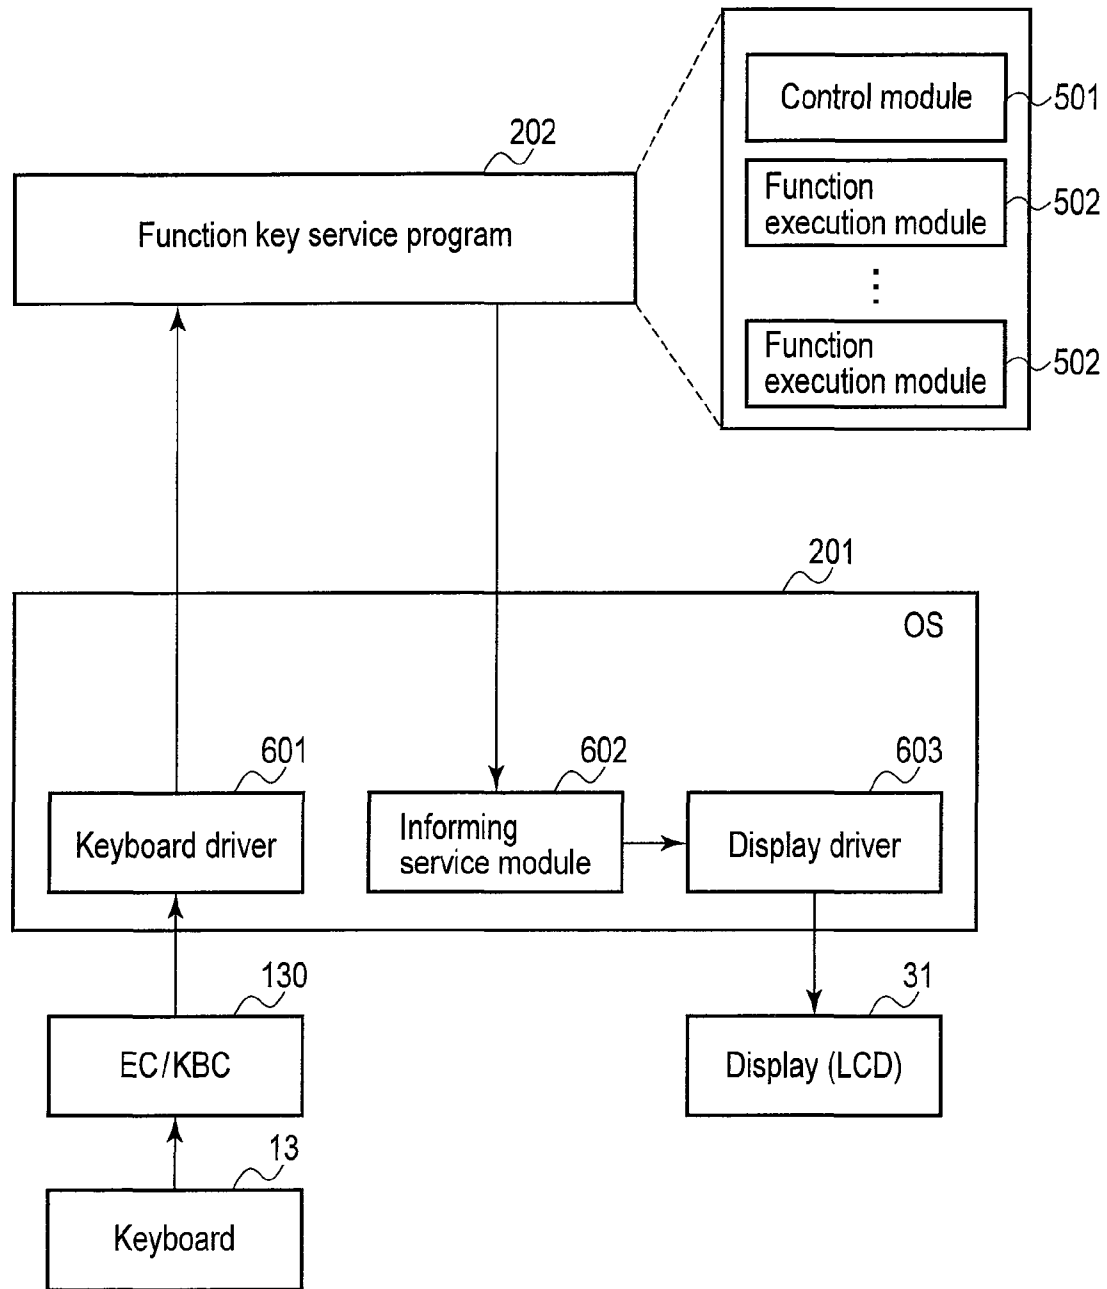 Control module
501
202
Function
execution module
502
Function key service program
⋮
Function
execution module
502
201
OS
601
602
603
Keyboard driver
Informing
service module
Display driver
130
31
EC/KBC
Display (LCD)
13
Keyboard